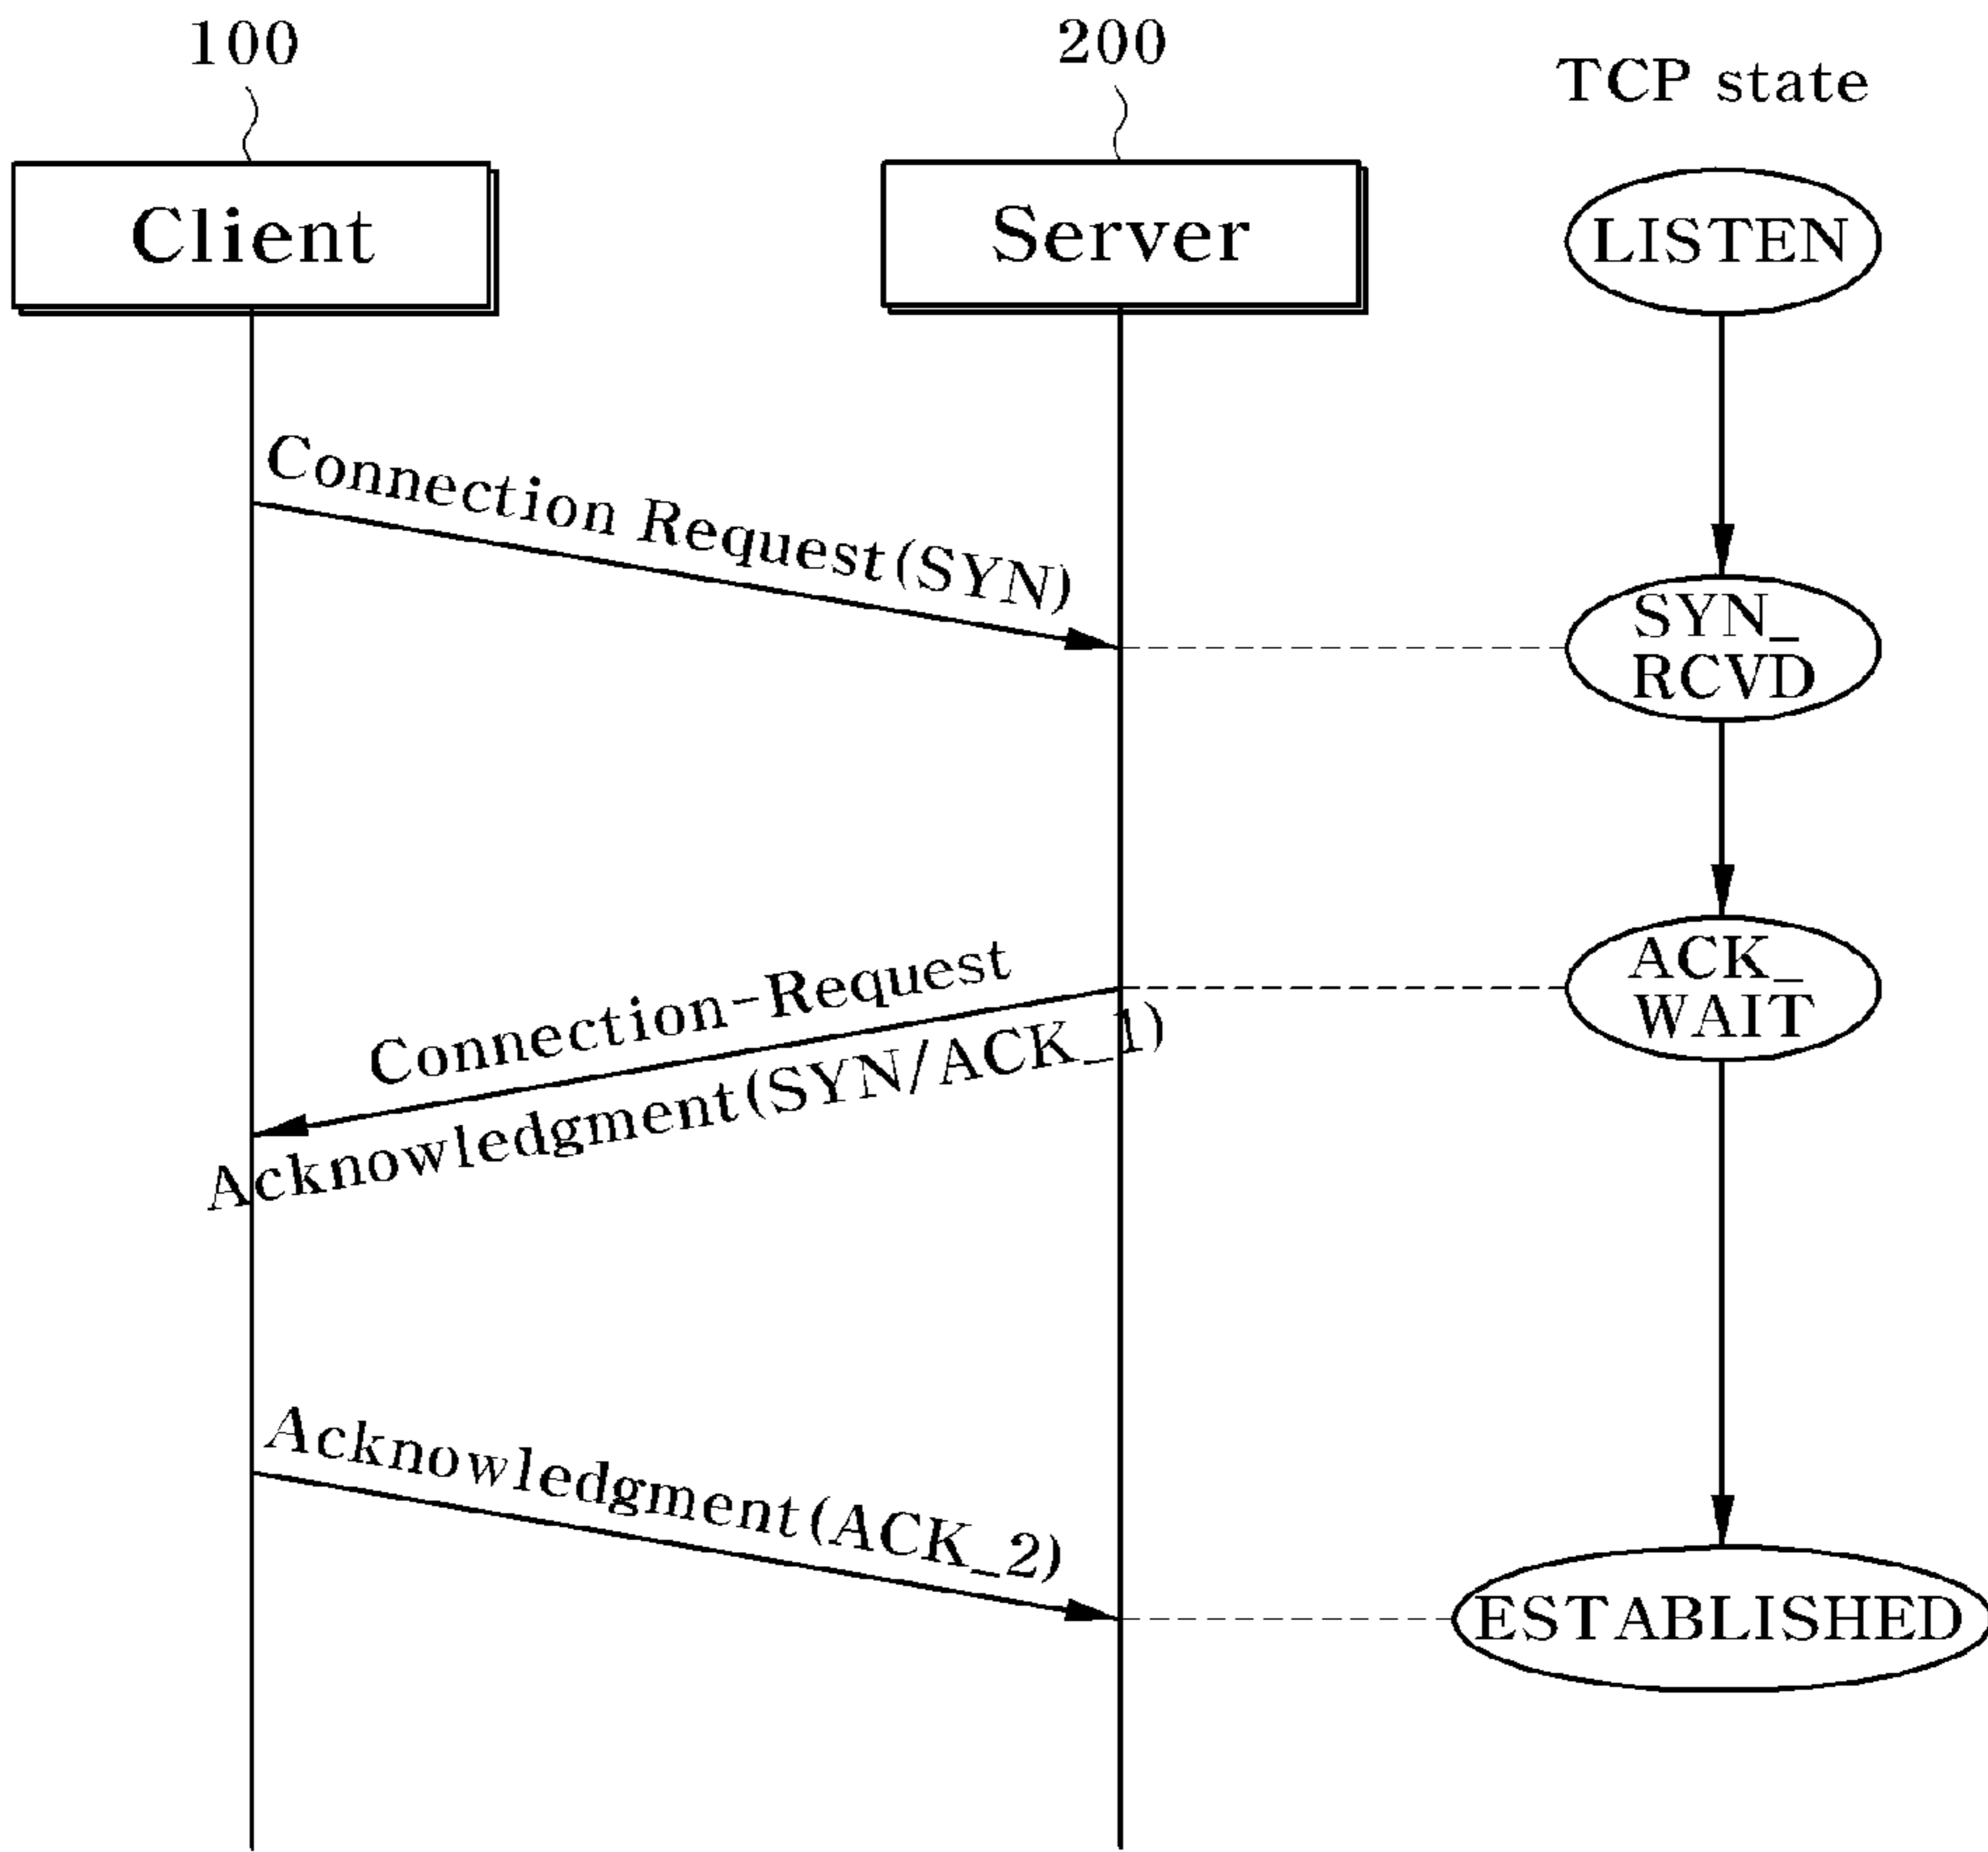 100
200
TCP state
Client
Server
LISTEN
Connection Request(SYN)
SYN_
RCVD
ACK_
WAIT
Connection-Request
Acknowledgment(SYN/ACK_1)
Acknowledgment(ACK_2)
ESTABLISHED